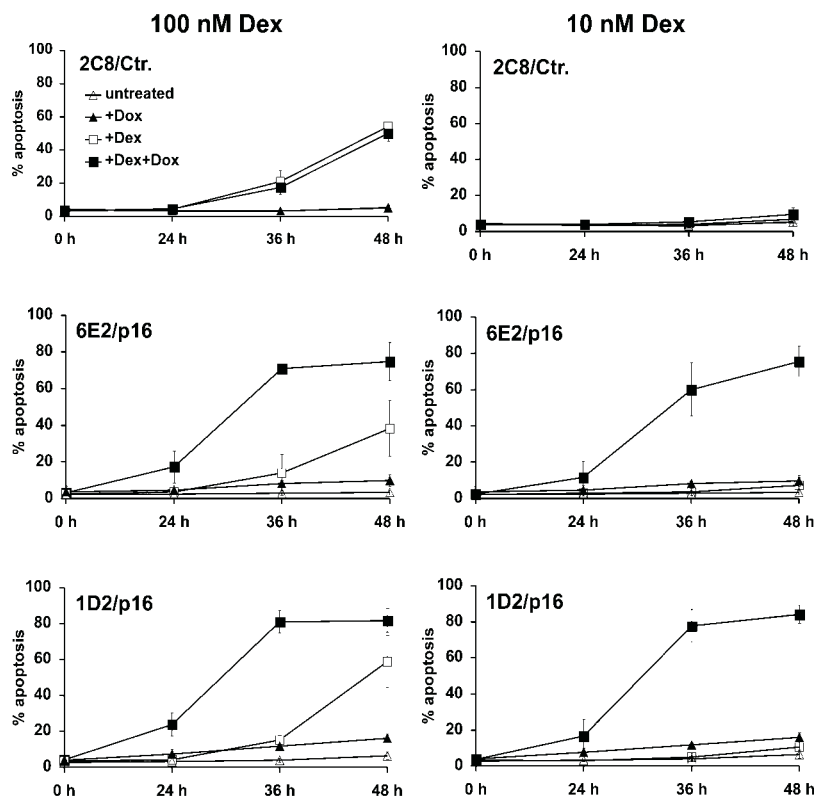 100 nM Dex
10 nM Dex
2C8/Ctr.
untreated
+Dox
+Dex
+Dex+Dox
% apoptosis
100
80
60
40
20
0
0 h
24 h
36 h
48 h
2C8/Ctr.
% apoptosis
100
80
60
40
20
0
0 h
24 h
36 h
48 h
6E2/p16
% apoptosis
100
80
60
40
20
0
0 h
24 h
36 h
48 h
6E2/p16
% apoptosis
100
80
60
40
20
0
0 h
24 h
36 h
48 h
1D2/p16
% apoptosis
100
80
60
40
20
0
0 h
24 h
36 h
48 h
1D2/p16
% apoptosis
100
80
60
40
20
0
0 h
24 h
36 h
48 h